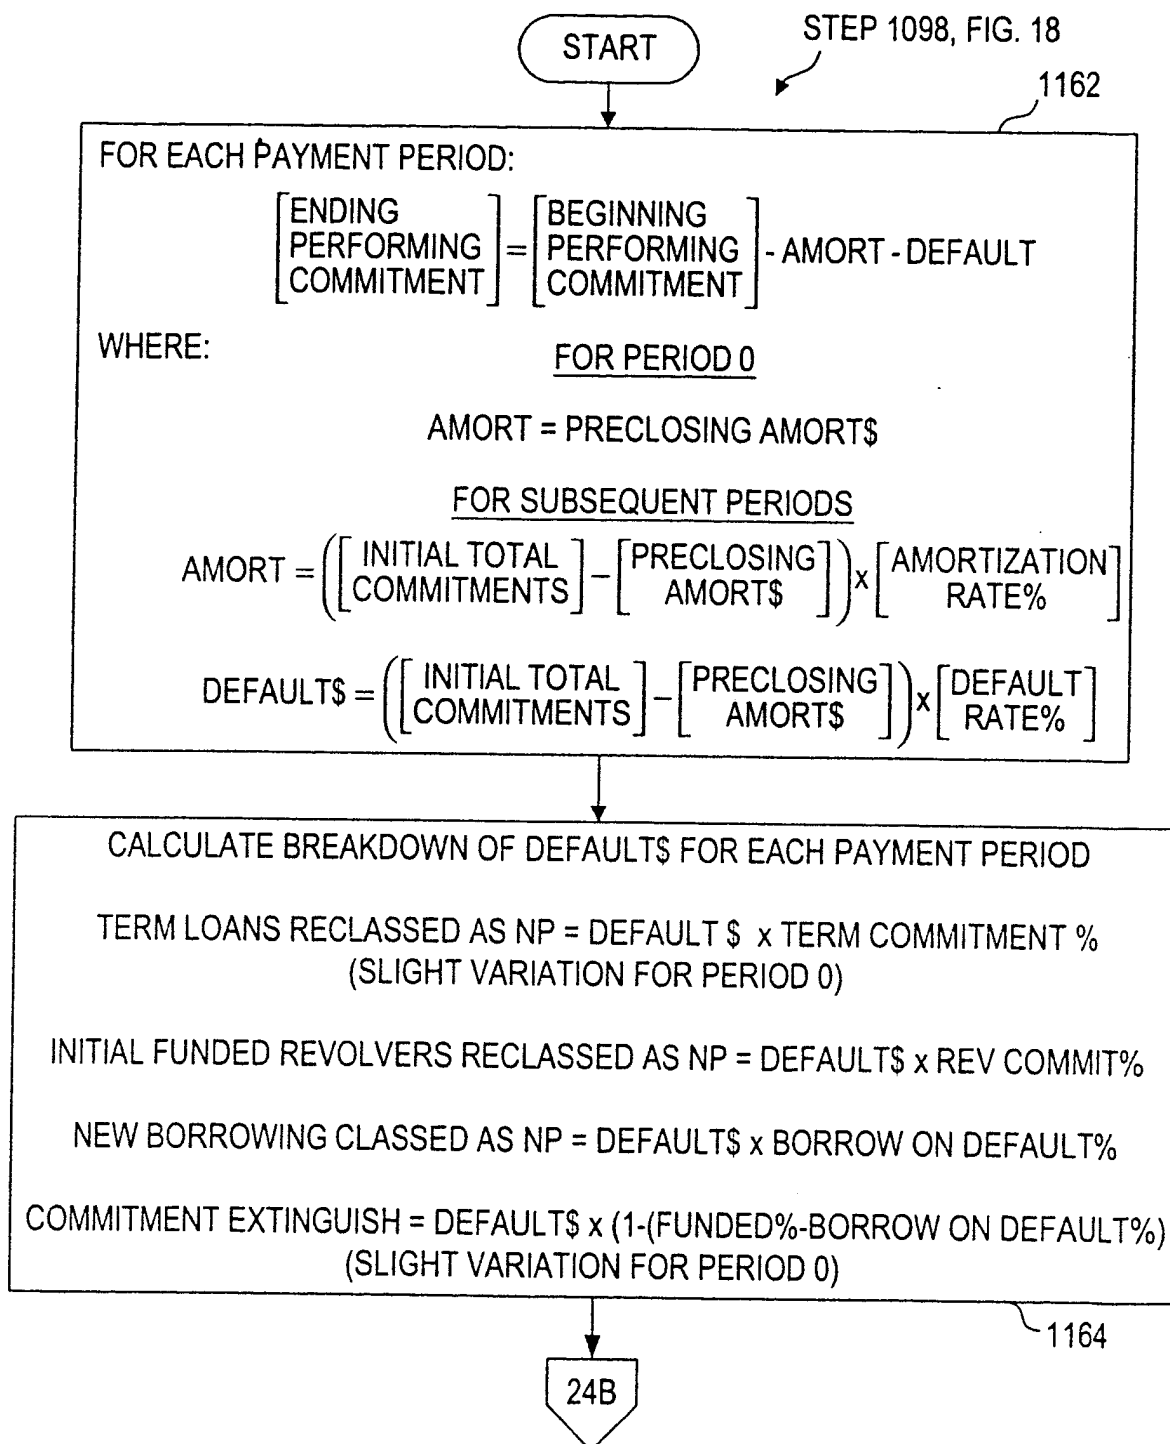 START
STEP 1098, FIG. 18
1162
FOR EACH PAYMENT PERIOD:
[ENDING PERFORMING COMMITMENT] = [BEGINNING PERFORMING COMMITMENT] - AMORT - DEFAULT
WHERE:
FOR PERIOD 0
AMORT = PRECLOSING AMORT$
FOR SUBSEQUENT PERIODS
AMORT = ([INITIAL TOTAL COMMITMENTS] - [PRECLOSING AMORT$]) x [AMORTIZATION RATE%]
DEFAULT$ = ([INITIAL TOTAL COMMITMENTS] - [PRECLOSING AMORT$]) x [DEFAULT RATE%]
CALCULATE BREAKDOWN OF DEFAULT$ FOR EACH PAYMENT PERIOD
TERM LOANS RECLASSED AS NP = DEFAULT $ x TERM COMMITMENT %
(SLIGHT VARIATION FOR PERIOD 0)
INITIAL FUNDED REVOLVERS RECLASSED AS NP = DEFAULT$ x REV COMMIT%
NEW BORROWING CLASSED AS NP = DEFAULT$ x BORROW ON DEFAULT%
COMMITMENT EXTINGUISH = DEFAULT$ x (1-(FUNDED%-BORROW ON DEFAULT%)
(SLIGHT VARIATION FOR PERIOD 0)
1164
24B